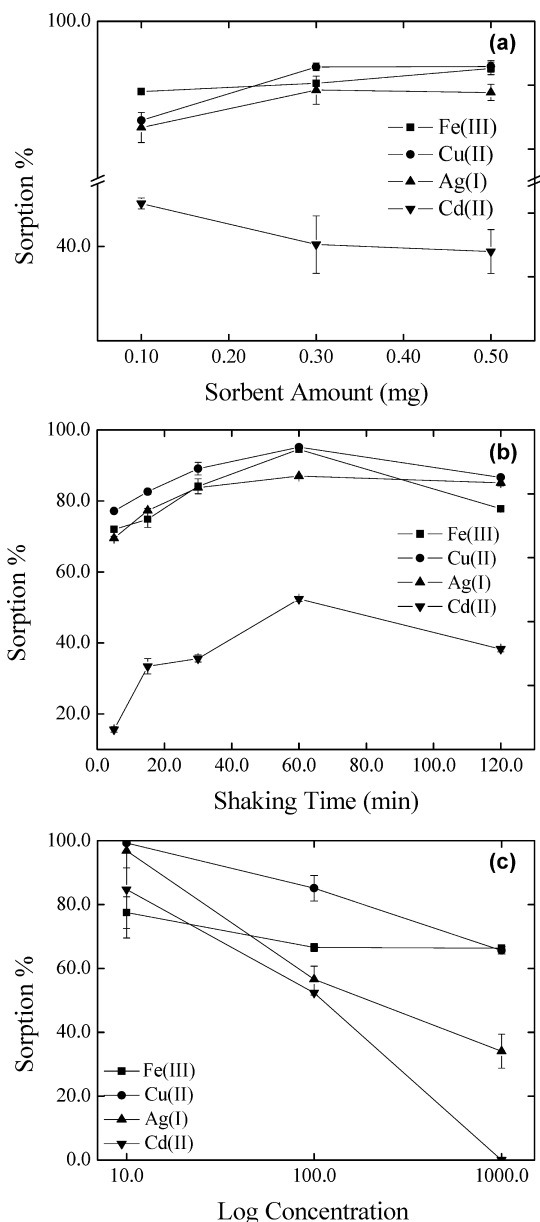 (a)
100.0
40.0
Sorption %
Fe(III)
Cu(II)
Ag(I)
Cd(II)
0.10 0.20 0.30 0.40 0.50
Sorbent Amount (mg)
(b)
100.0
80.0
60.0
40.0
20.0
Sorption %
Fe(III)
Cu(II)
Ag(I)
Cd(II)
0.0 20.0 40.0 60.0 80.0 100.0 120.0
Shaking Time (min)
(c)
100.0
80.0
60.0
40.0
20.0
0.0
Sorption %
Fe(III)
Cu(II)
Ag(I)
Cd(II)
10.0 100.0 1000.0
Log Concentration